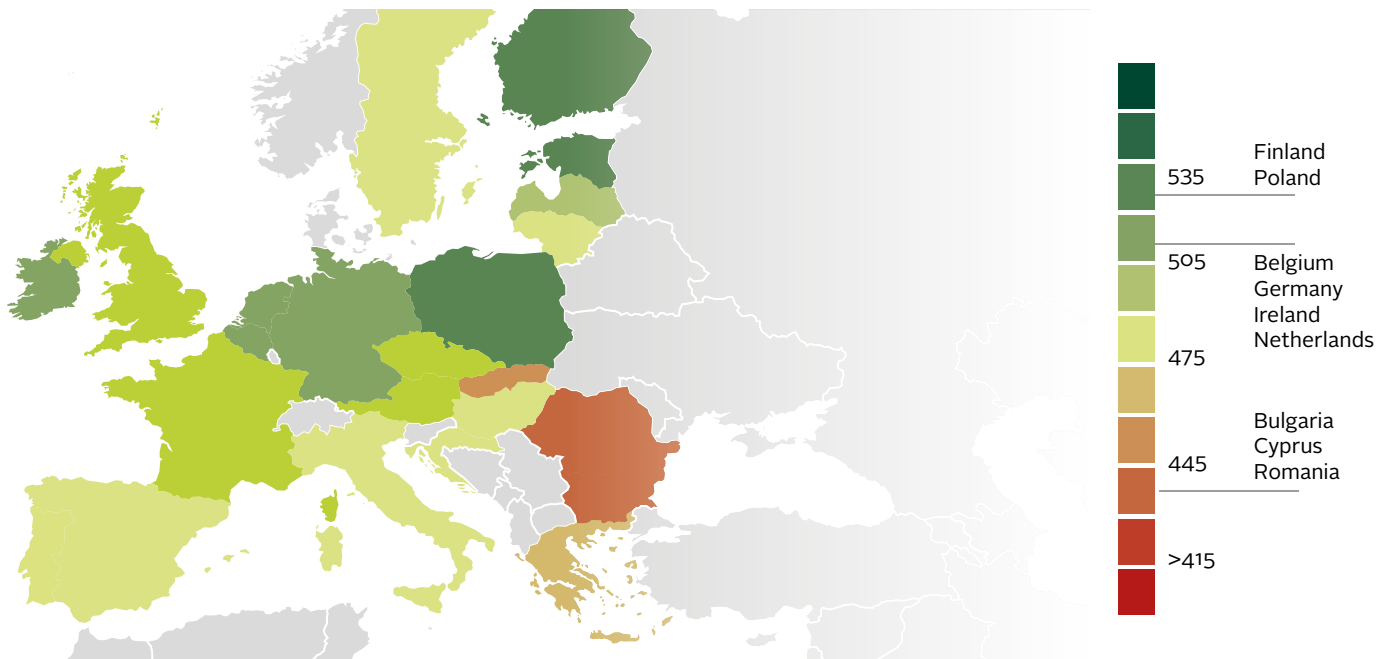 Finland
535 Poland
505 Belgium
Germany
Ireland
Netherlands
475
Bulgaria
Cyprus
445 Romania
>415